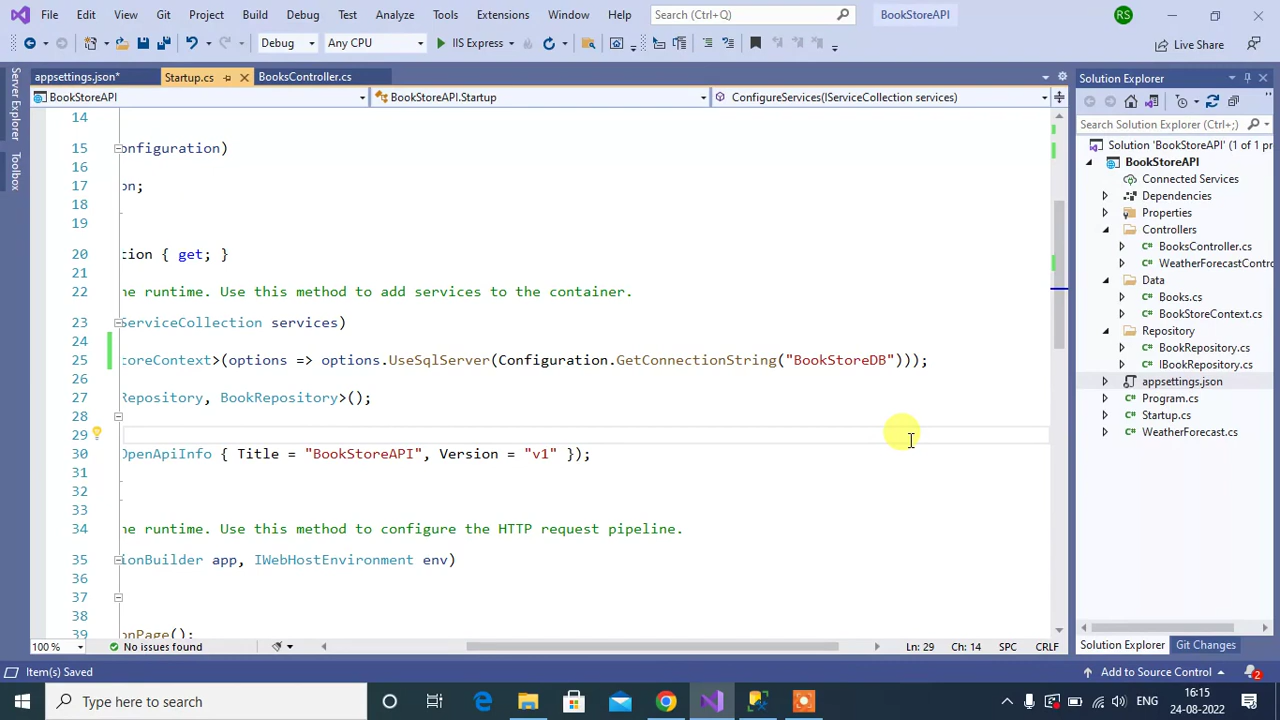 File Edit View Git Project Build Debug Test Analyze Tools Extensions Window Help Search (Ctrl+Q) BookStoreAPI RS
Debug Any CPU IIS Express Live Share
appsettings.json* Startup.cs BooksController.cs
BookStoreAPI BookStoreAPI.Startup ConfigureServices(IServiceCollection services)
Server Explorer
Toolbox
14
15 onfiguration)
16
17 on;
18
19
20 tion { get; }
21
22 ne runtime. Use this method to add services to the container.
23 ServiceCollection services)
24
25 toreContext>(options => options.UseSqlServer(Configuration.GetConnectionString("BookStoreDB")));
26
27 Repository, BookRepository>();
28
29
30 OpenApiInfo { Title = "BookStoreAPI", Version = "v1" });
31
32
33
34 ne runtime. Use this method to configure the HTTP request pipeline.
35 ionBuilder app, IWebHostEnvironment env)
36
37
38
39 onPage();
100 % No issues found Ln: 29 Ch: 14 SPC CRLF
Solution Explorer
Search Solution Explorer (Ctrl+;)
Solution 'BookStoreAPI' (1 of 1 pr
BookStoreAPI
Connected Services
Dependencies
Properties
Controllers
BooksController.cs
WeatherForecastContro
Data
Books.cs
BookStoreContext.cs
Repository
BookRepository.cs
IBookRepository.cs
appsettings.json
Program.cs
Startup.cs
WeatherForecast.cs
Solution Explorer Git Changes
Item(s) Saved Add to Source Control 2
Type here to search ENG 16:15
24-08-2022